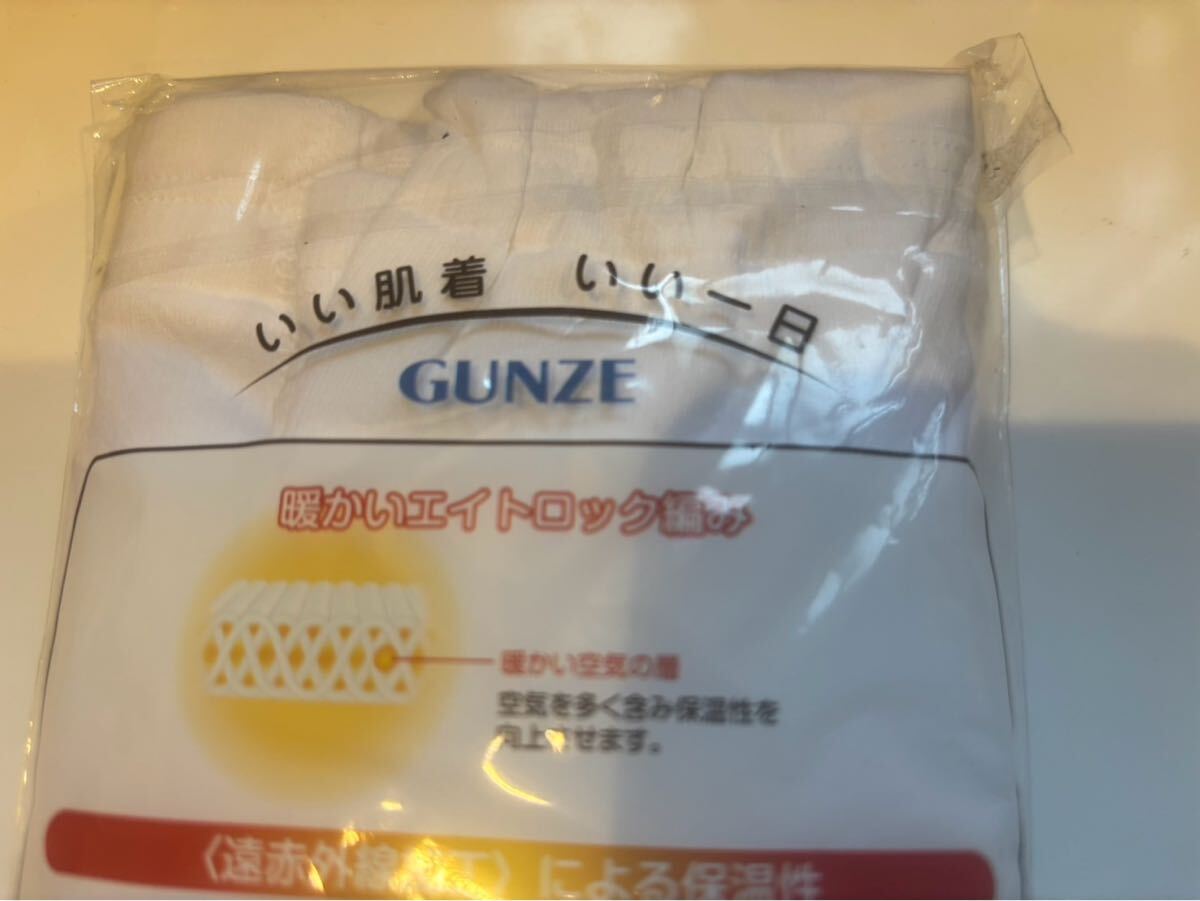 いい肌着 いい一日
GUNZE
暖かいエイトロック編み
暖かい空気の層
空気を多く含み保温性を
向上させます。
〈遠赤外線加工〉による保温性